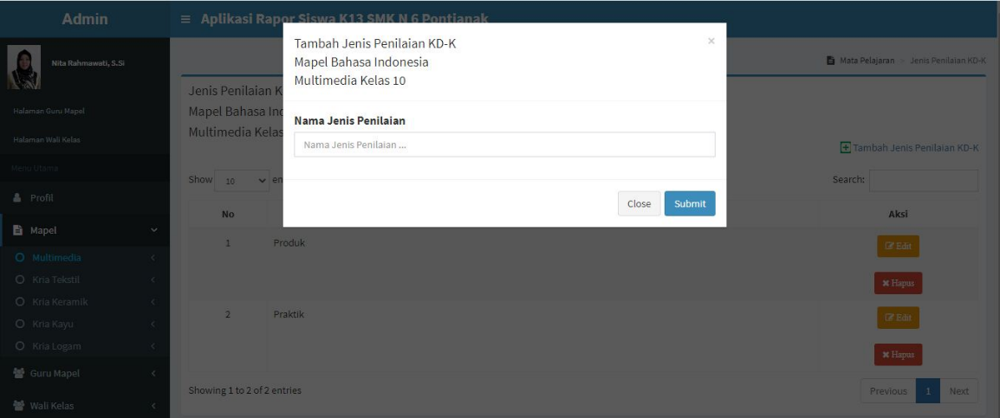 Admin
≡ Aplikasi Rapor Siswa K13 SMK N 6 Pontianak
Nita Rahmawati, S.Si
Halaman Guru Mapel
Halaman Wali Kelas
Menu Utama
Profil
Mapel
Multimedia
Kria Tekstil
Kria Keramik
Kria Kayu
Kria Logam
Guru Mapel
Wali Kelas
Tambah Jenis Penilaian KD-K
×
Mapel Bahasa Indonesia
Multimedia Kelas 10
Nama Jenis Penilaian
Nama Jenis Penilaian ...
Close Submit
Mata Pelajaran > Jenis Penilaian KD-K
Jenis Penilaian K
Mapel Bahasa Ind
Multimedia Kelas
Tambah Jenis Penilaian KD-K
Show 10 en
Search:
No Aksi
1 Produk Edit
Hapus
2 Praktik Edit
Hapus
Showing 1 to 2 of 2 entries
Previous 1 Next